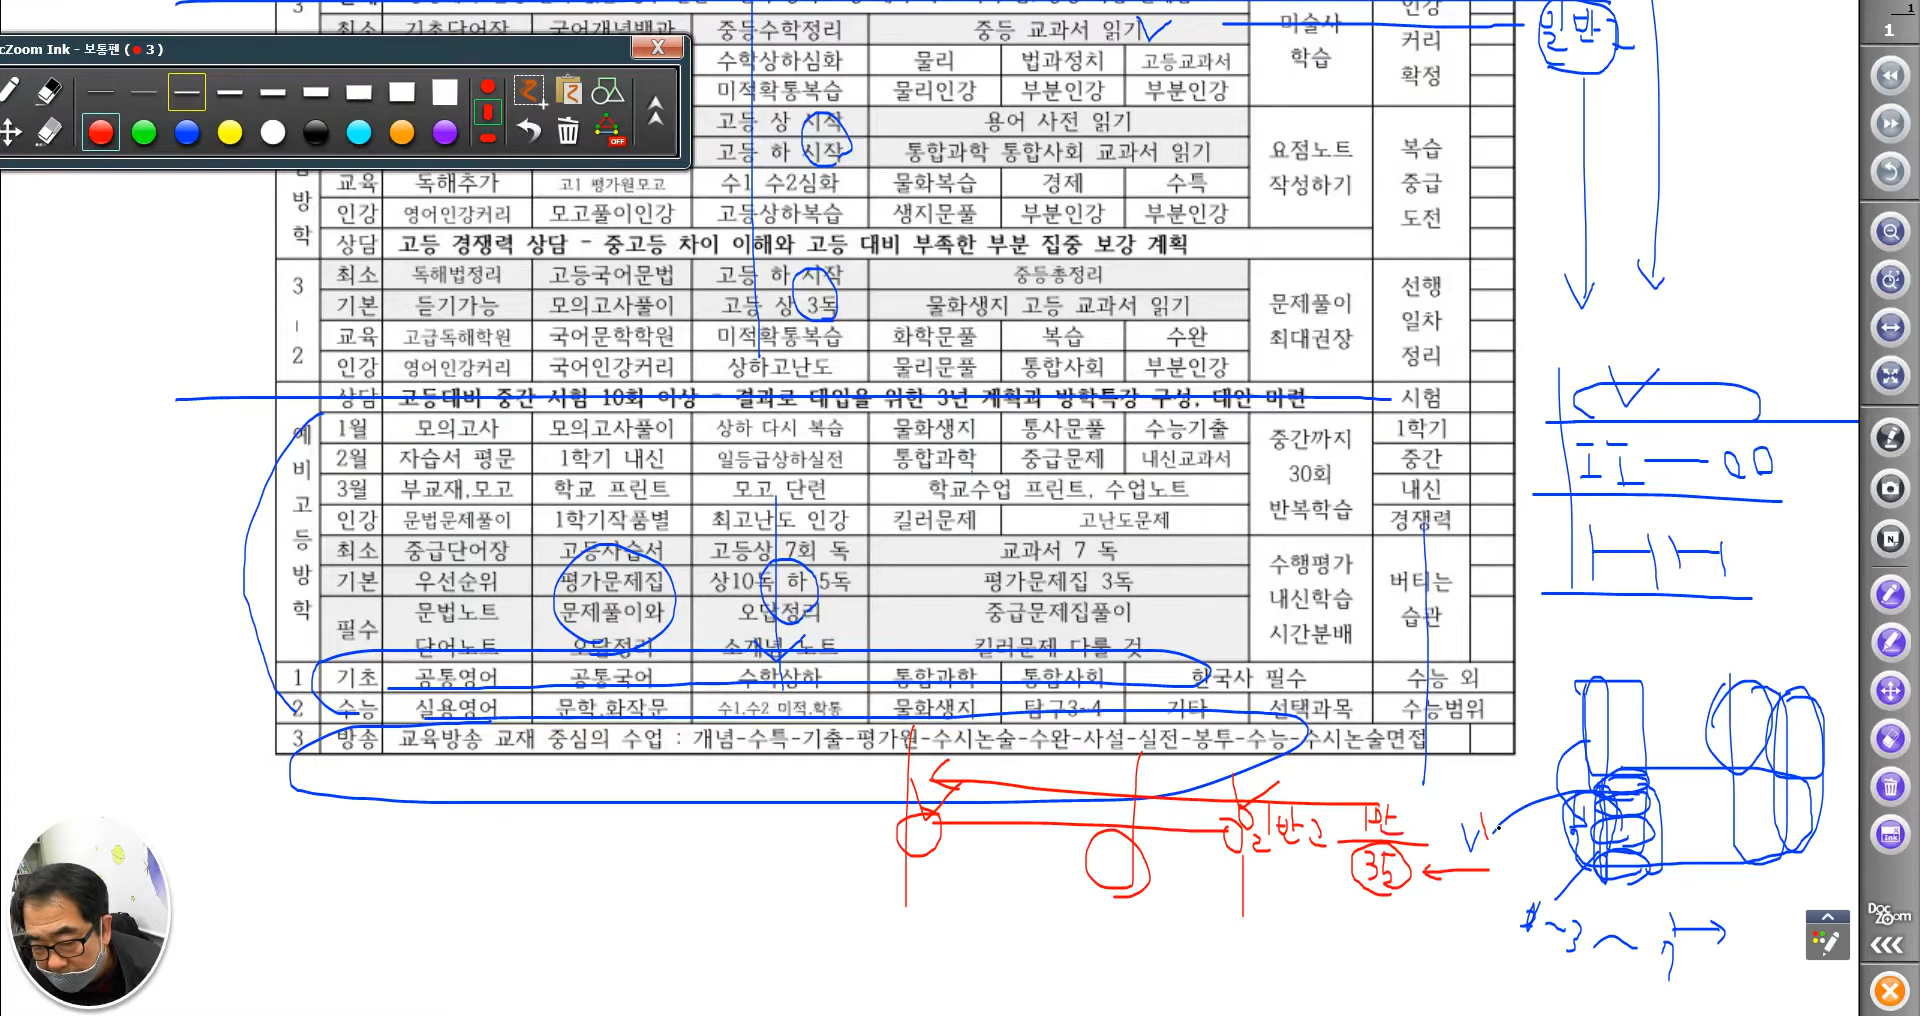 3
최소 기초단어장 국어개념백과 중등수학정리 중등 교과서 읽기 미술사 학습 인강 커리 확정
수학상하심화 물리 법과정치 고등교과서
미적확통복습 물리인강 부분인강 부분인강
고등 상 시작 용어 사전 읽기
고등 하 시작 통합과학 통합사회 교과서 읽기 요점노트 작성하기 복습 중급 도전
방 학 교육 독해추가 고1 평가원모고 수1 수2심화 물화복습 경제 수특
인강 영어인강커리 모고풀이인강 고등상하복습 생지문풀 부분인강 부분인강
상담 고등 경쟁력 상담 - 중고등 차이 이해와 고등 대비 부족한 부분 집중 보강 계획
3 - 2 최소 독해법정리 고등국어문법 고등 하 시작 중등총정리 문제풀이 최대권장 선행 일차 정리
기본 듣기가능 모의고사풀이 고등 상 3독 물화생지 고등 교과서 읽기
교육 고급독해학원 국어문학학원 미적확통복습 화학문풀 복습 수완
인강 영어인강커리 국어인강커리 상하고난도 물리문풀 통합사회 부분인강
상담 고등대비 중간 시험 10회 이상 - 결과로 대입을 위한 3년 계획과 방학특강 구성, 대안 마련 시험
예비고등방학 1월 모의고사 모의고사풀이 상하 다시 복습 물화생지 통사문풀 수능기출 중간까지 30회 반복학습 1학기
2월 자습서 평문 1학기 내신 일등급상하실전 통합과학 중급문제 내신교과서 중간
3월 부교재,모고 학교 프린트 모고 단련 학교수업 프린트, 수업노트 내신
인강 문법문제풀이 1학기작품별 최고난도 인강 킬러문제 고난도문제 경쟁력
최소 중급단어장 고등자습서 고등상 7회 독 교과서 7 독 수행평가 내신학습 시간분배 버티는 습관
기본 우선순위 평가문제집 상10독 하 5독 평가문제집 3독
필수 문법노트 문제풀이와 오답정리 중급문제집풀이
단어노트 오답정리 소개념 노트 킬러문제 다룰 것
1 기초 공통영어 공통국어 수학상하 통합과학 통합사회 한국사 필수 수능 외
2 수능 실용영어 문학,화작문 수1,수2 미적,확통 물화생지 탐구3-4 기타 선택과목 수능범위
3 방송 교육방송 교재 중심의 수업 : 개념-수특-기출-평가원-수시논술-수완-사설-실전-봉투-수능-수시논술면접
czoom Ink - 보통펜 ( 3 )
X
OFF
일반고 1만
35
~3~7
1
1
Doc Zoom